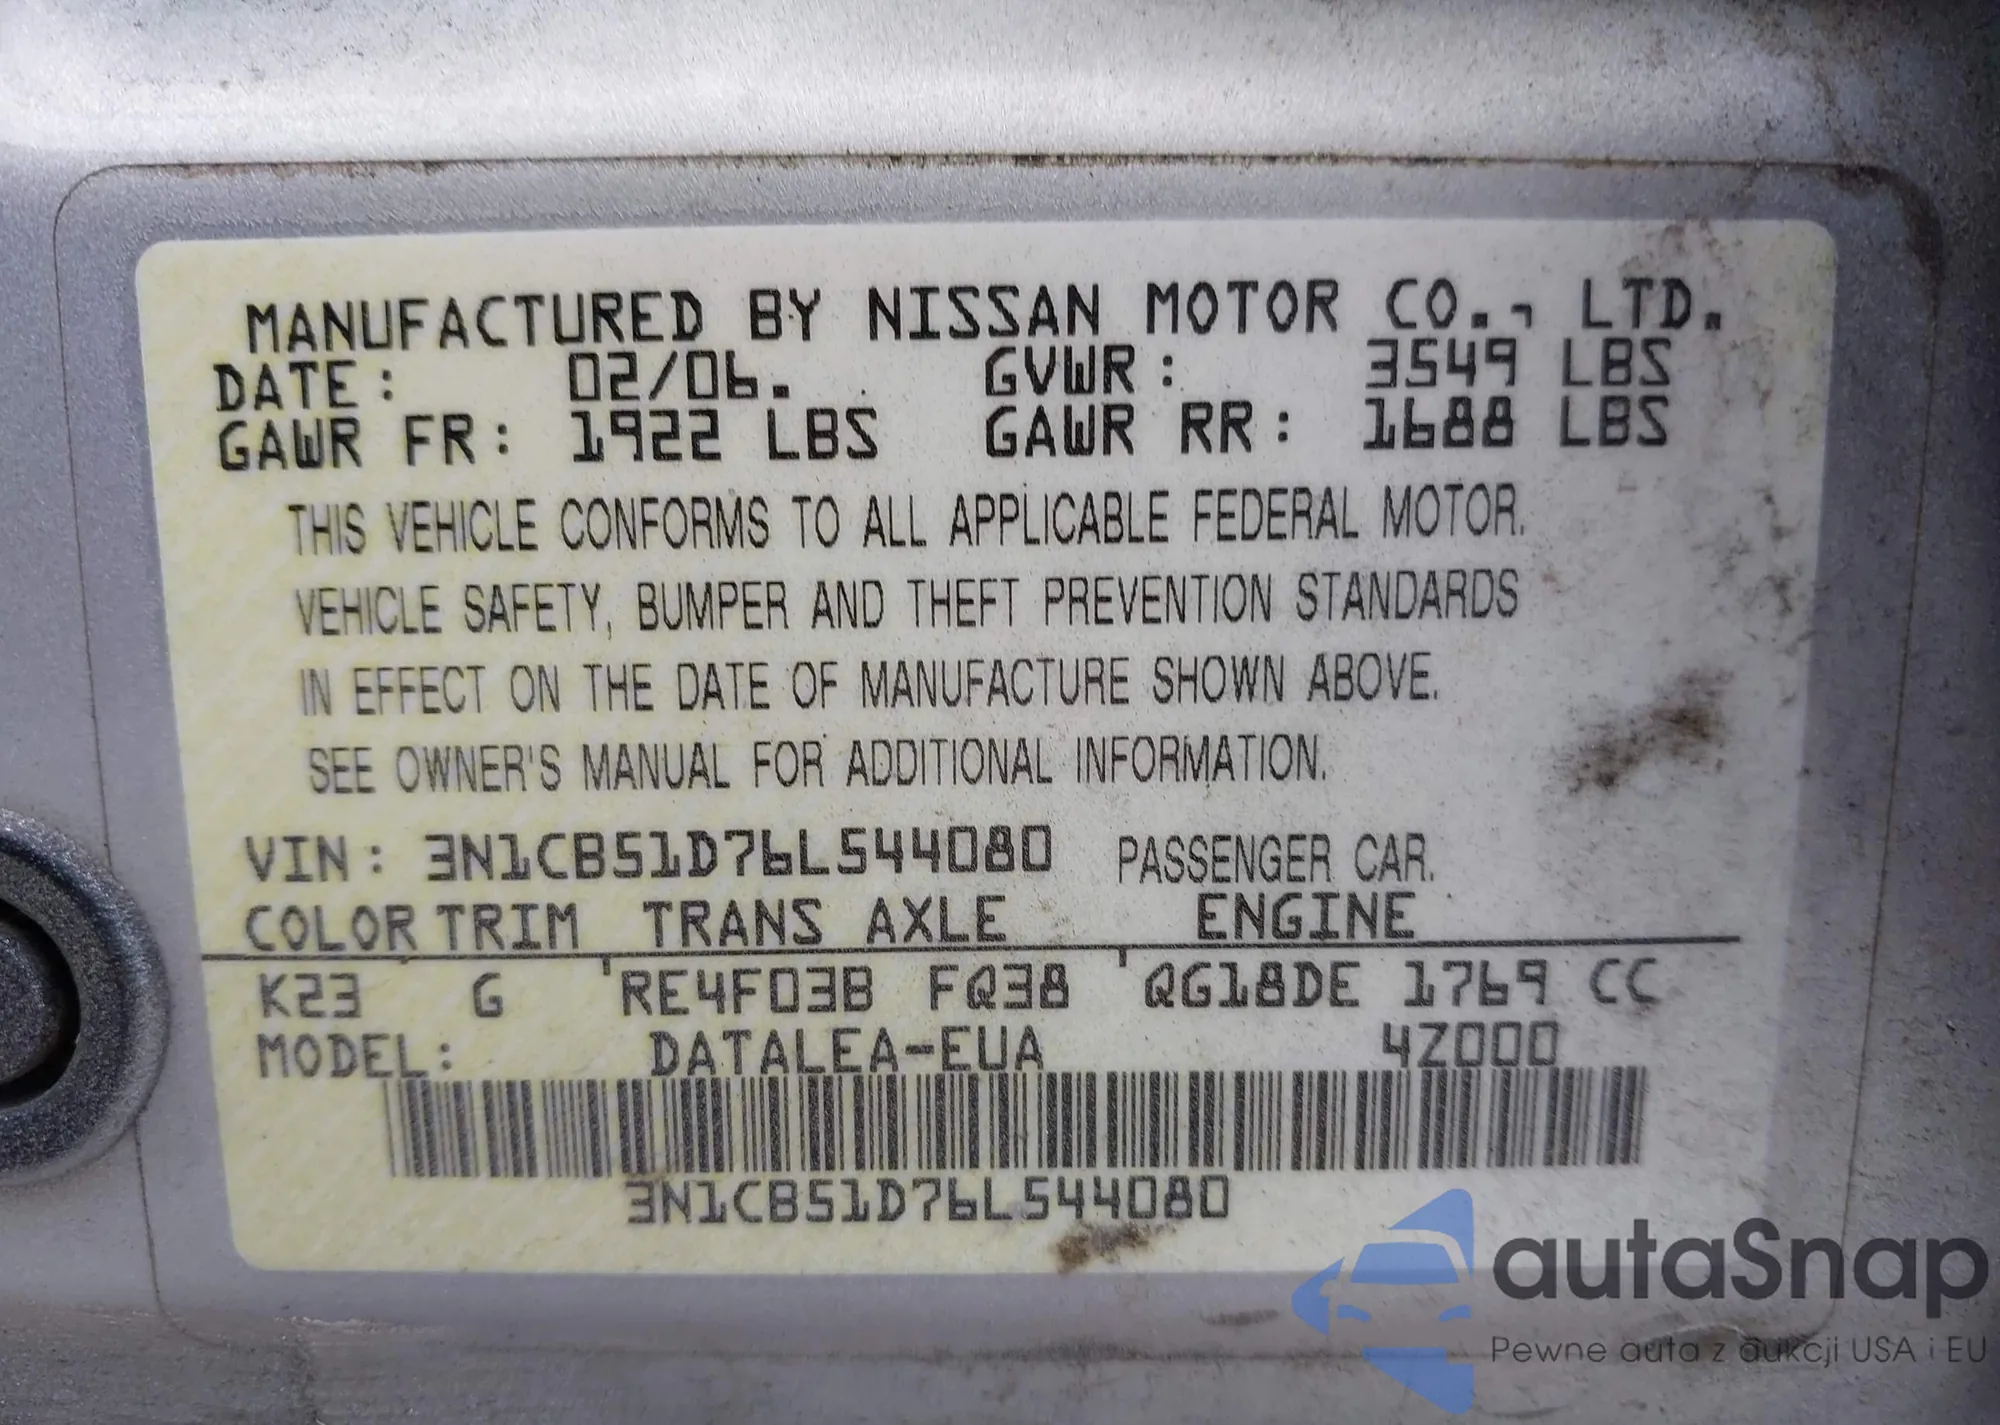 MANUFACTURED BY NISSAN MOTOR CO., LTD.
DATE: 02/06. GVWR: 3549 LBS
GAWR FR: 1922 LBS GAWR RR: 1688 LBS
THIS VEHICLE CONFORMS TO ALL APPLICABLE FEDERAL MOTOR.
VEHICLE SAFETY, BUMPER AND THEFT PREVENTION STANDARDS
IN EFFECT ON THE DATE OF MANUFACTURE SHOWN ABOVE.
SEE OWNER'S MANUAL FOR ADDITIONAL INFORMATION.
VIN: 3N1CB51D76L544080 PASSENGER CAR.
COLOR TRIM TRANS AXLE ENGINE
K23 G RE4F03B FQ38 QG18DE 1769 CC
MODEL: DATALEA-EUA 4Z000
3N1CB51D76L544080
autaSnap
Pewne auta z aukcji USA i EU